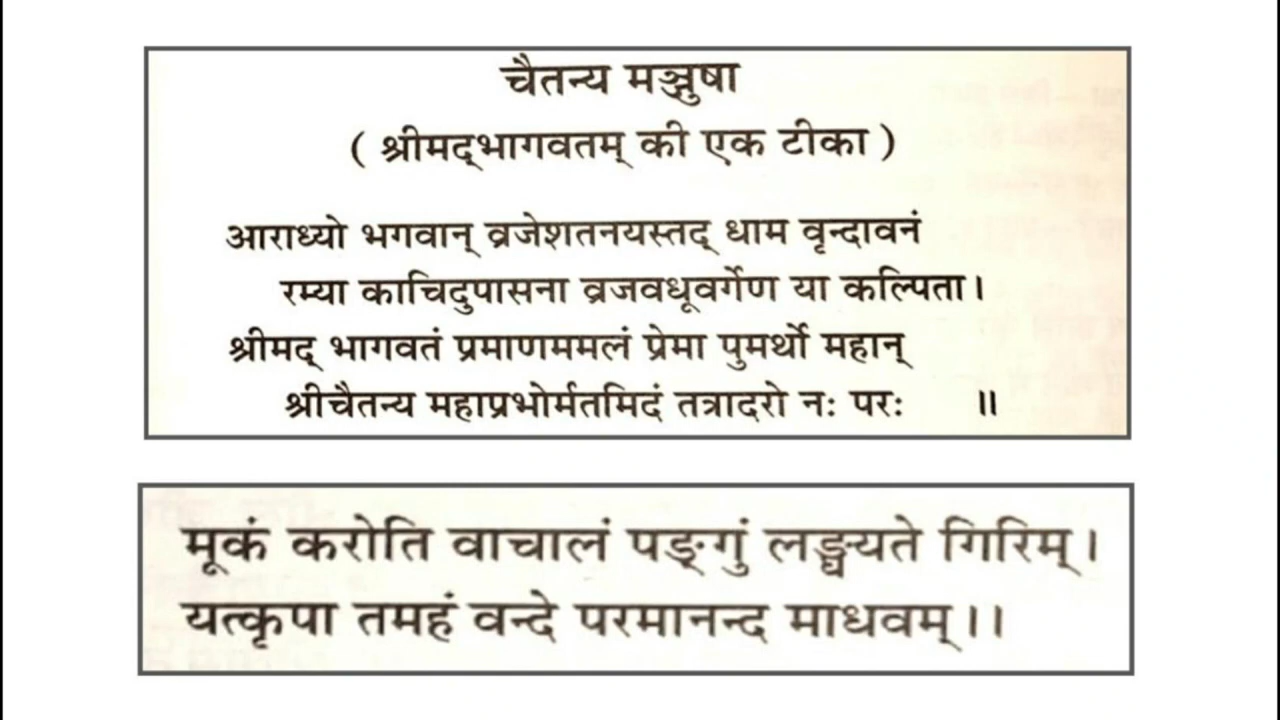 चैतन्य मञ्जुषा
( श्रीमद्‌भागवतम् की एक टीका )
आराध्यो भगवान् व्रजेशतनयस्तद् धाम वृन्दावनं
रम्या काचिदुपासना व्रजवधूवर्गेण या कल्पिता।
श्रीमद् भागवतं प्रमाणममलं प्रेमा पुमर्थो महान्
श्रीचैतन्य महाप्रभोर्मतमिदं तत्रादरो नः परः ॥
मूकं करोति वाचालं पङ्‌गुं लङ्घयते गिरिम्।
यत्कृपा तमहं वन्दे परमानन्द माधवम्।।